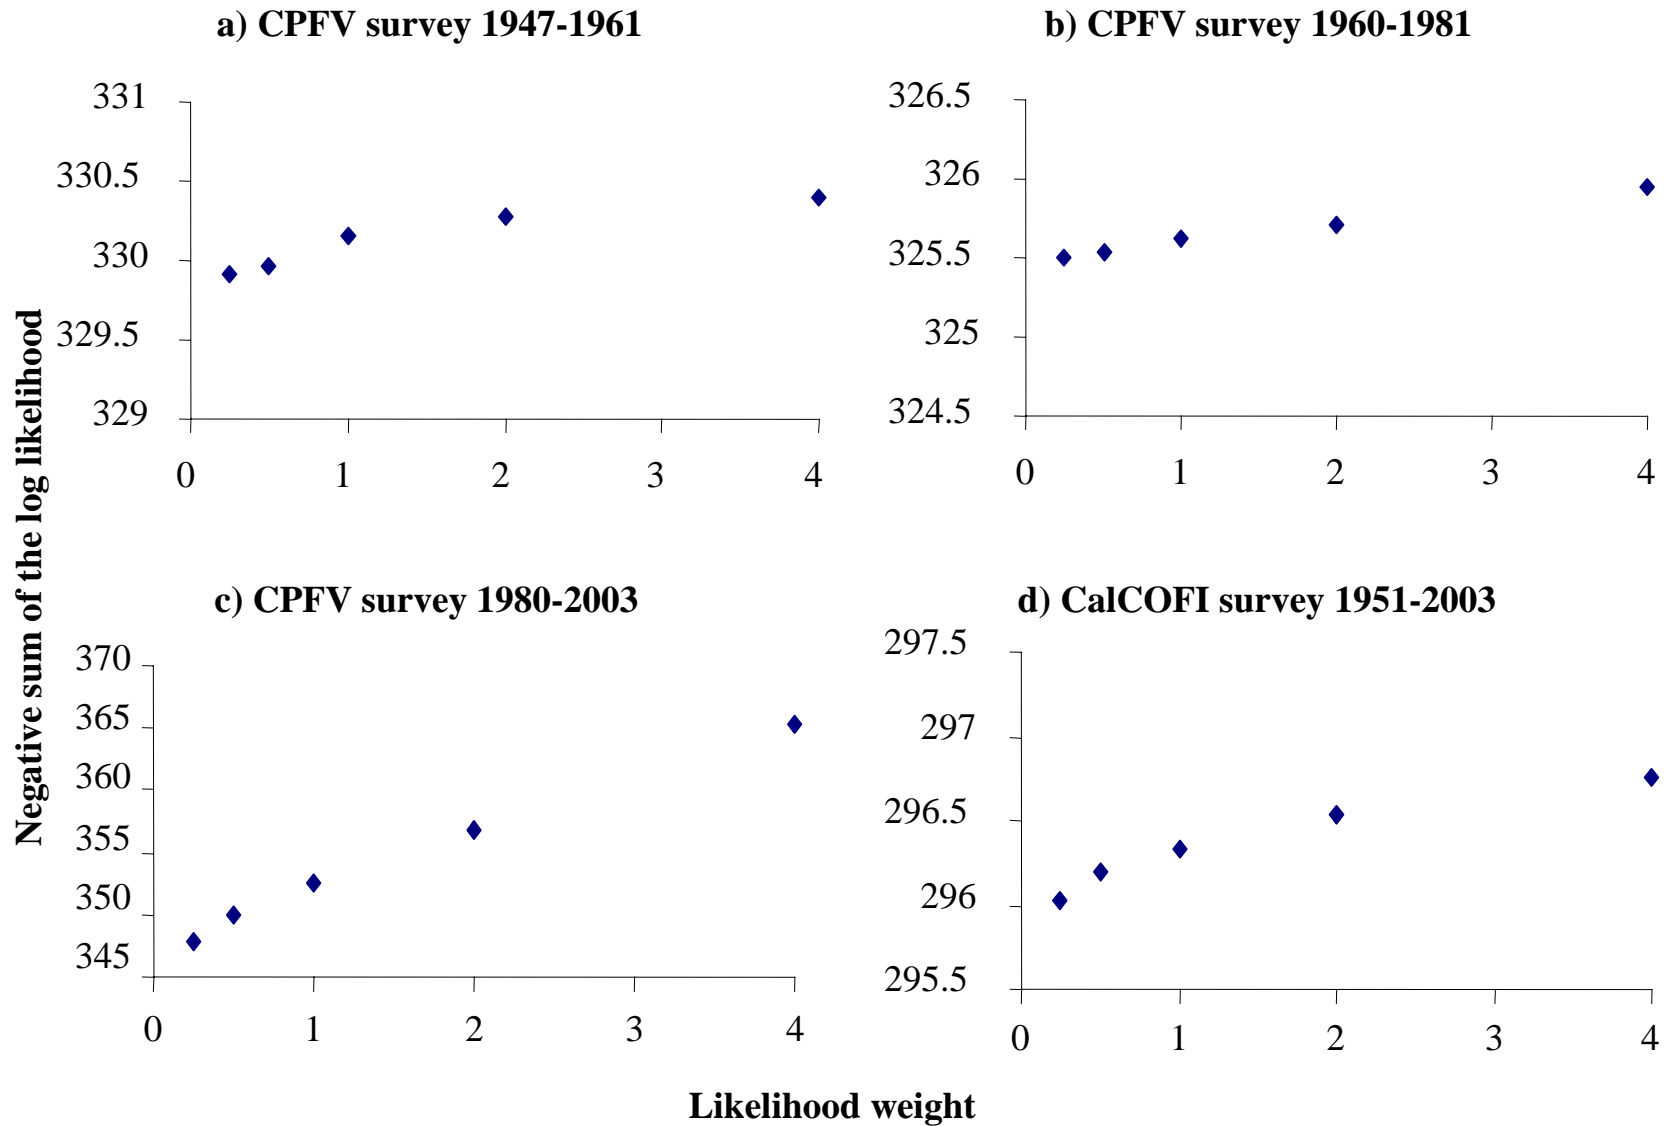 a) CPFV survey 1947-1961
331
330.5
330
329.5
329
0 1 2 3 4
b) CPFV survey 1960-1981
326.5
326
325.5
325
324.5
0 1 2 3 4
c) CPFV survey 1980-2003
370
365
360
355
350
345
0 1 2 3 4
d) CalCOFI survey 1951-2003
297.5
297
296.5
296
295.5
0 1 2 3 4
Negative sum of the log likelihood
Likelihood weight